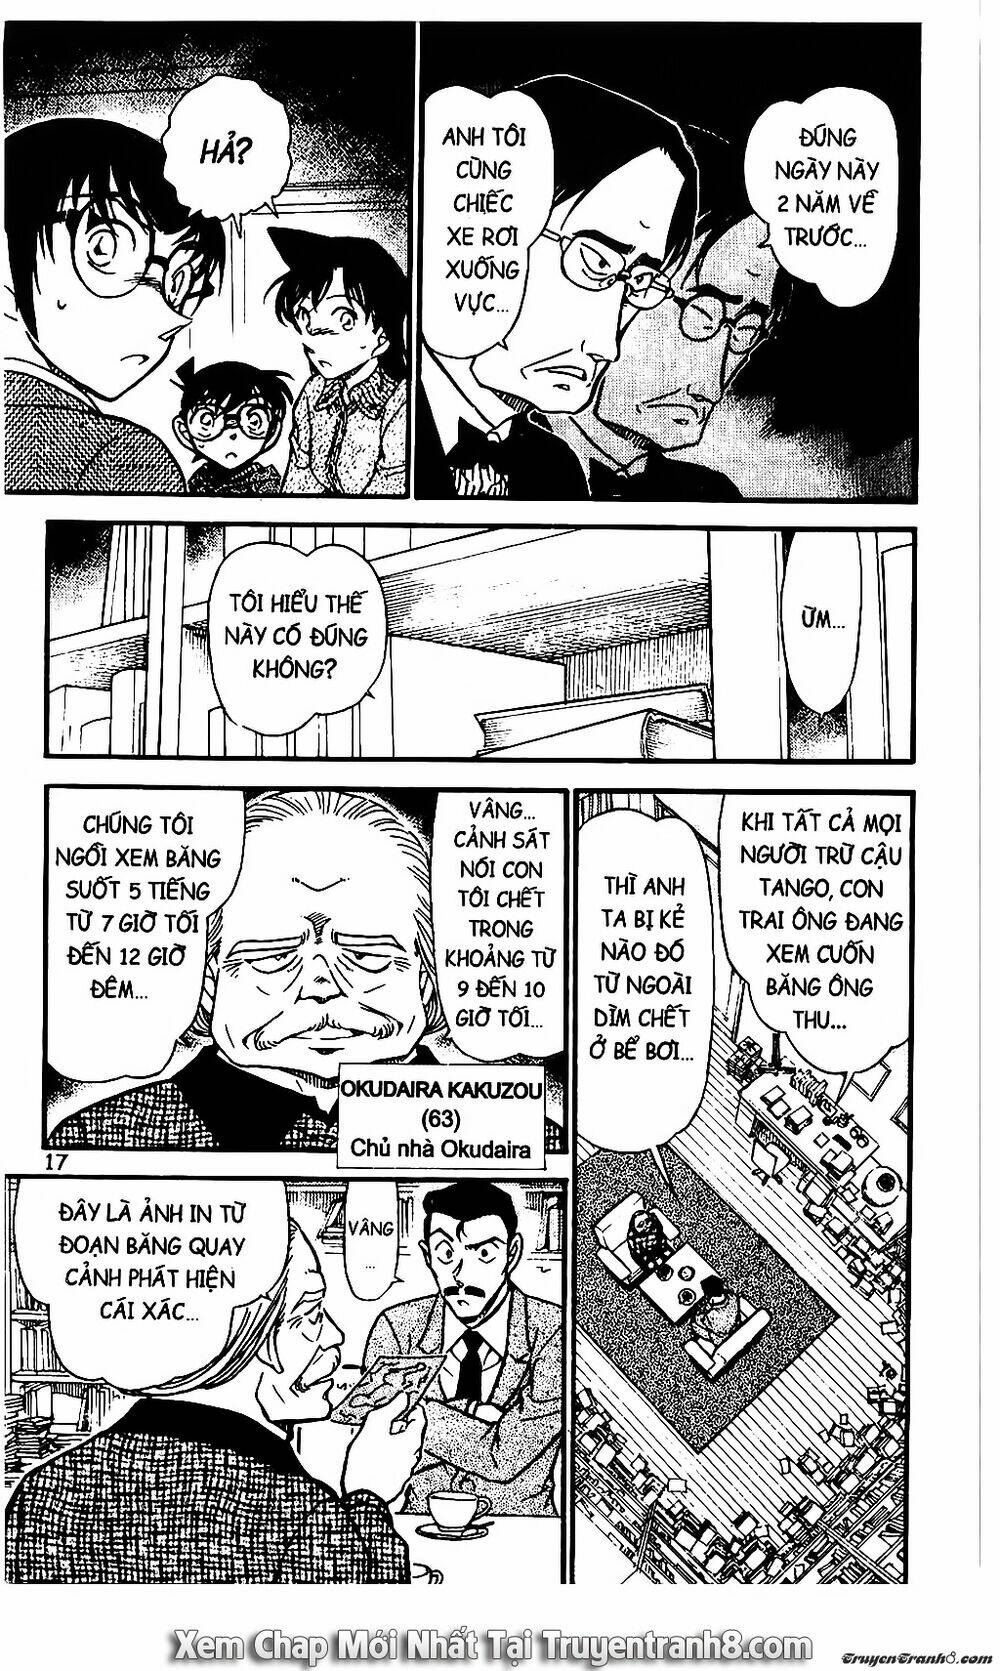 ĐÚNG
NGÀY NÀY
2 NĂM VỀ
TRƯỚC...
ANH TÔI
CÙNG
CHIẾC
XE RƠI
XUỐNG
VỰC...
HẢ?
ỪM...
TÔI HIỂU THẾ
NÀY CÓ ĐÚNG
KHÔNG?
KHI TẤT CẢ MỌI
NGƯỜI TRỪ CẬU
TANGO, CON
TRAI ÔNG ĐANG
XEM CUỐN
BĂNG ÔNG
THU...
THÌ ANH
TA BỊ KẺ
NÀO ĐÓ
TỪ NGOÀI
DÌM CHẾT
Ở BỂ BƠI...
VÂNG...
CẢNH SÁT
NÓI CON
TÔI CHẾT
TRONG
KHOẢNG TỪ
9 ĐẾN 10
GIỜ TỐI...
CHÚNG TÔI
NGỒI XEM BĂNG
SUỐT 5 TIẾNG
TỪ 7 GIỜ TỐI
ĐẾN 12 GIỜ
ĐÊM...
OKUDAIRA KAKUZOU
(63)
Chủ nhà Okudaira
17
VÂNG
ĐÂY LÀ ẢNH IN TỪ
ĐOẠN BĂNG QUAY
CẢNH PHÁT HIỆN
CÁI XÁC...
Xem Chap Mới Nhất Tại Truyentranh8.com
TruyenTranh8.com